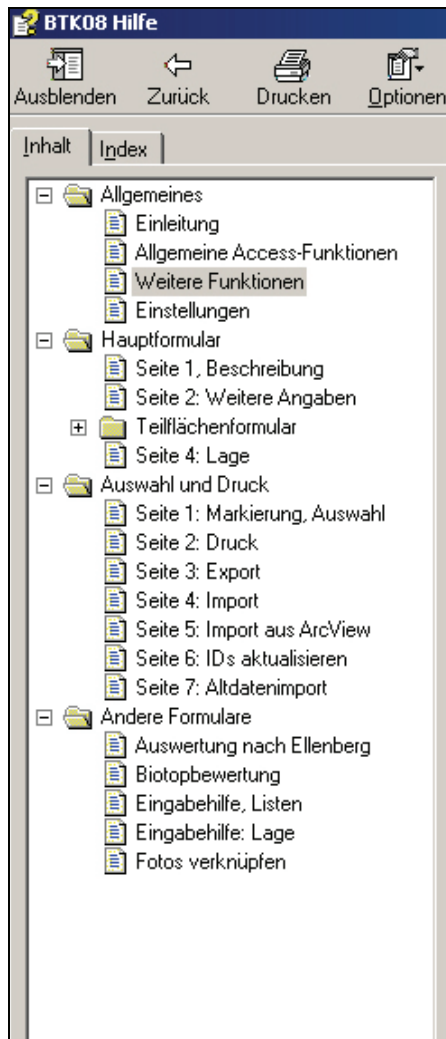 BTK08 Hilfe
Ausblenden Zurück Drucken Optionen
Inhalt Index
Allgemeines
Einleitung
Allgemeine Access-Funktionen
Weitere Funktionen
Einstellungen
Hauptformular
Seite 1, Beschreibung
Seite 2: Weitere Angaben
Teilflächenformular
Seite 4: Lage
Auswahl und Druck
Seite 1: Markierung, Auswahl
Seite 2: Druck
Seite 3: Export
Seite 4: Import
Seite 5: Import aus ArcView
Seite 6: IDs aktualisieren
Seite 7: Altdatenimport
Andere Formulare
Auswertung nach Ellenberg
Biotopbewertung
Eingabehilfe, Listen
Eingabehilfe: Lage
Fotos verknüpfen